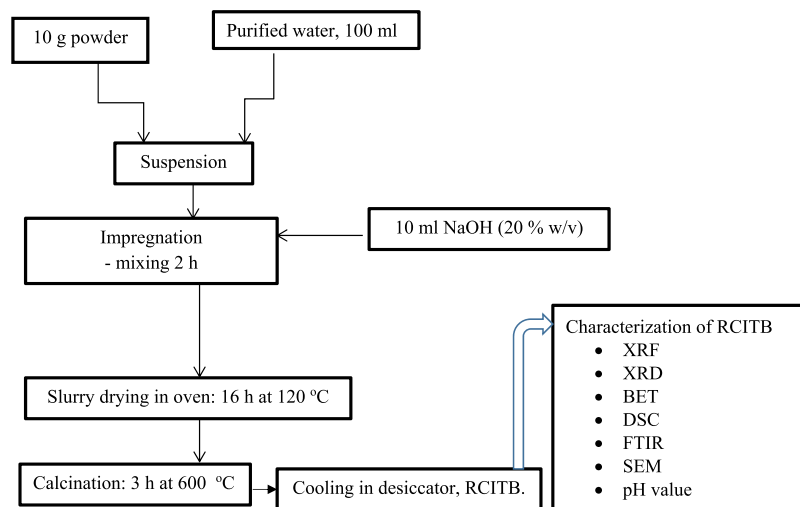 10 g powder
Purified water, 100 ml
Suspension
Impregnation
- mixing 2 h
10 ml NaOH (20 % w/v)
Slurry drying in oven: 16 h at 120 ºC
Calcination: 3 h at 600 ºC
Cooling in desiccator, RCITB.
Characterization of RCITB
• XRF
• XRD
• BET
• DSC
• FTIR
• SEM
• pH value